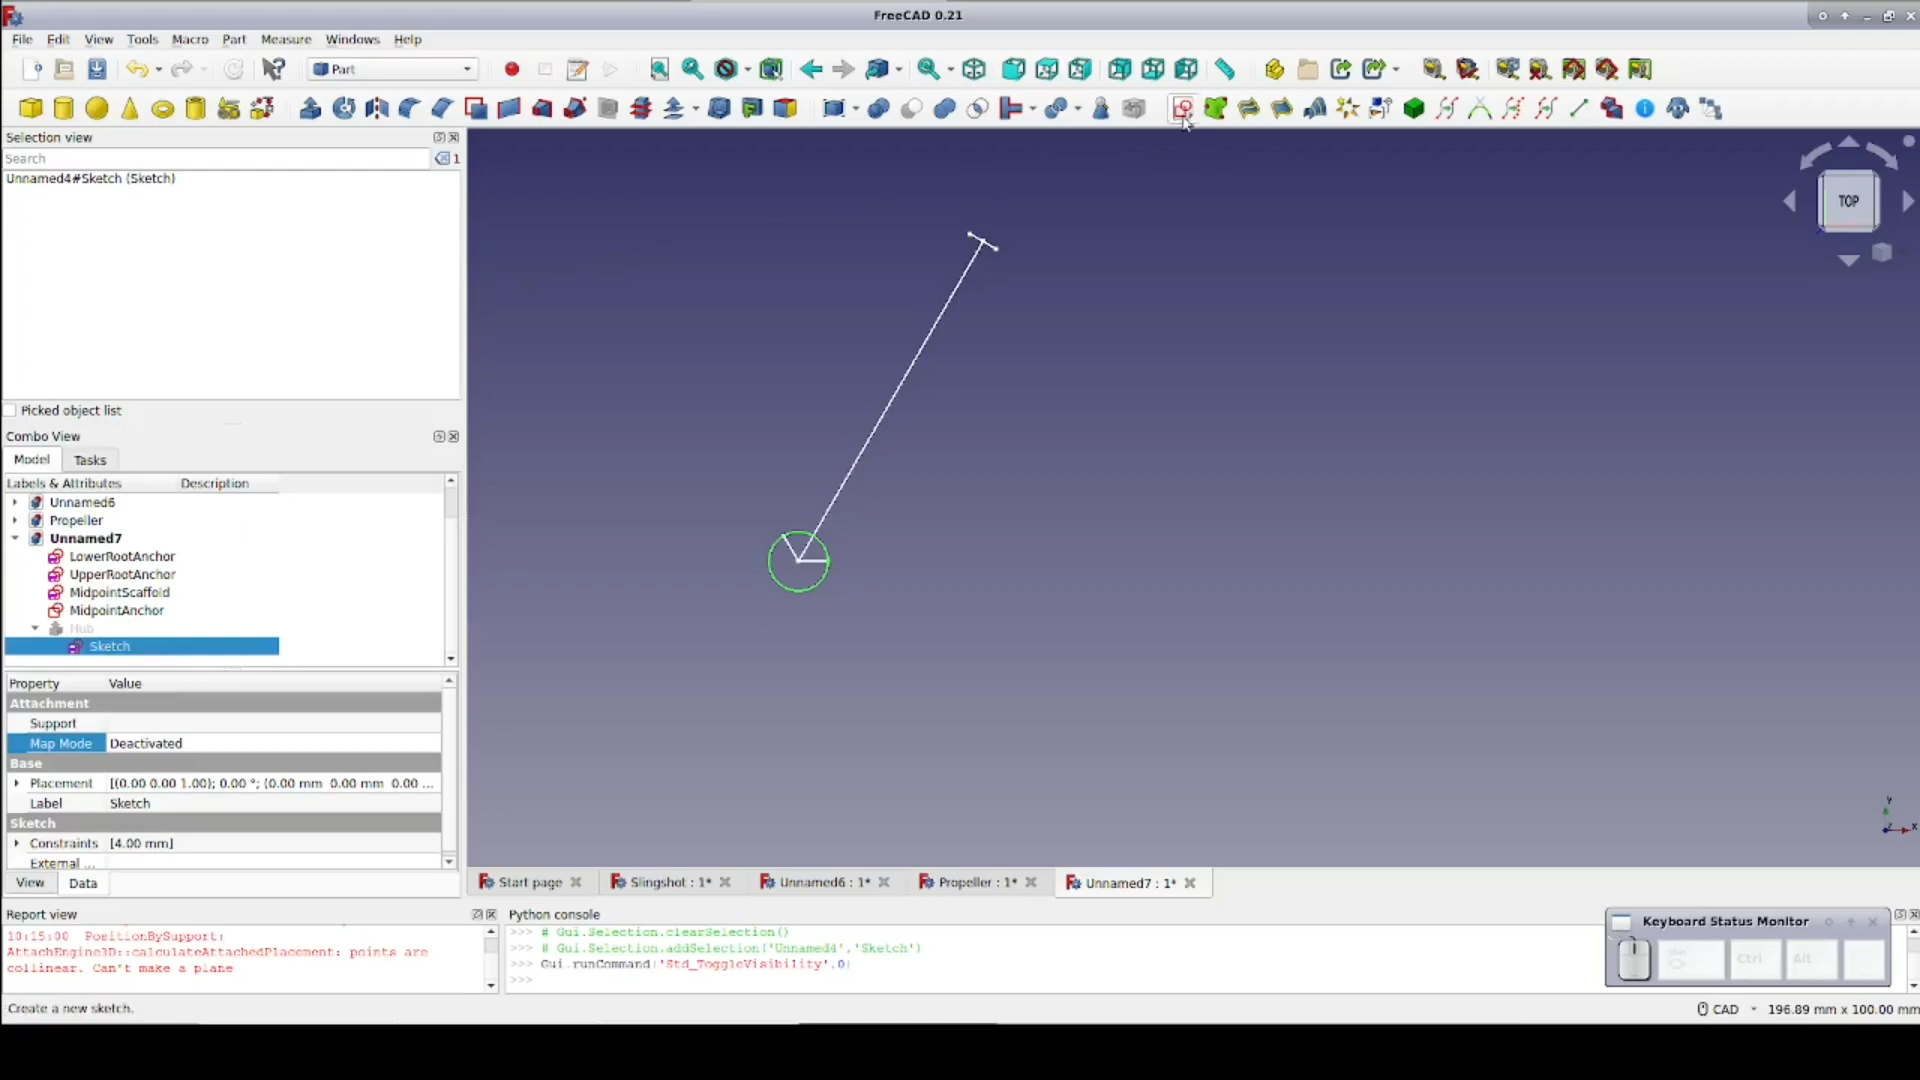 FreeCAD 0.21
File Edit View Tools Macro Part Measure Windows Help
Part
Selection view
Search
1
Unnamed4#Sketch (Sketch)
Picked object list
Combo View
Model Tasks
Labels & Attributes Description
Unnamed6
Propeller
Unnamed7
LowerRootAnchor
UpperRootAnchor
MidpointScaffold
MidpointAnchor
Hub
Sketch
Property Value
Attachment
Support
Map Mode Deactivated
Base
Placement [(0.00 0.00 1.00); 0.00 °; (0.00 mm 0.00 mm 0.00 ...
Label Sketch
Sketch
Constraints [4.00 mm]
External ...
View Data
TOP
Y
Z X
Start page Slingshot : 1* Unnamed6 : 1* Propeller : 1* Unnamed7 : 1*
Report view
10:15:00 PositionBySupport:
AttachEngine3D::calculateAttachedPlacement: points are
collinear. Can't make a plane
Python console
>>> # Gui.Selection.clearSelection()
>>> # Gui.Selection.addSelection('Unnamed4','Sketch')
>>> Gui.runCommand('Std_ToggleVisibility',0)
>>>
Keyboard Status Monitor
Ctrl Alt
Create a new sketch.
CAD 196.89 mm x 100.00 mm